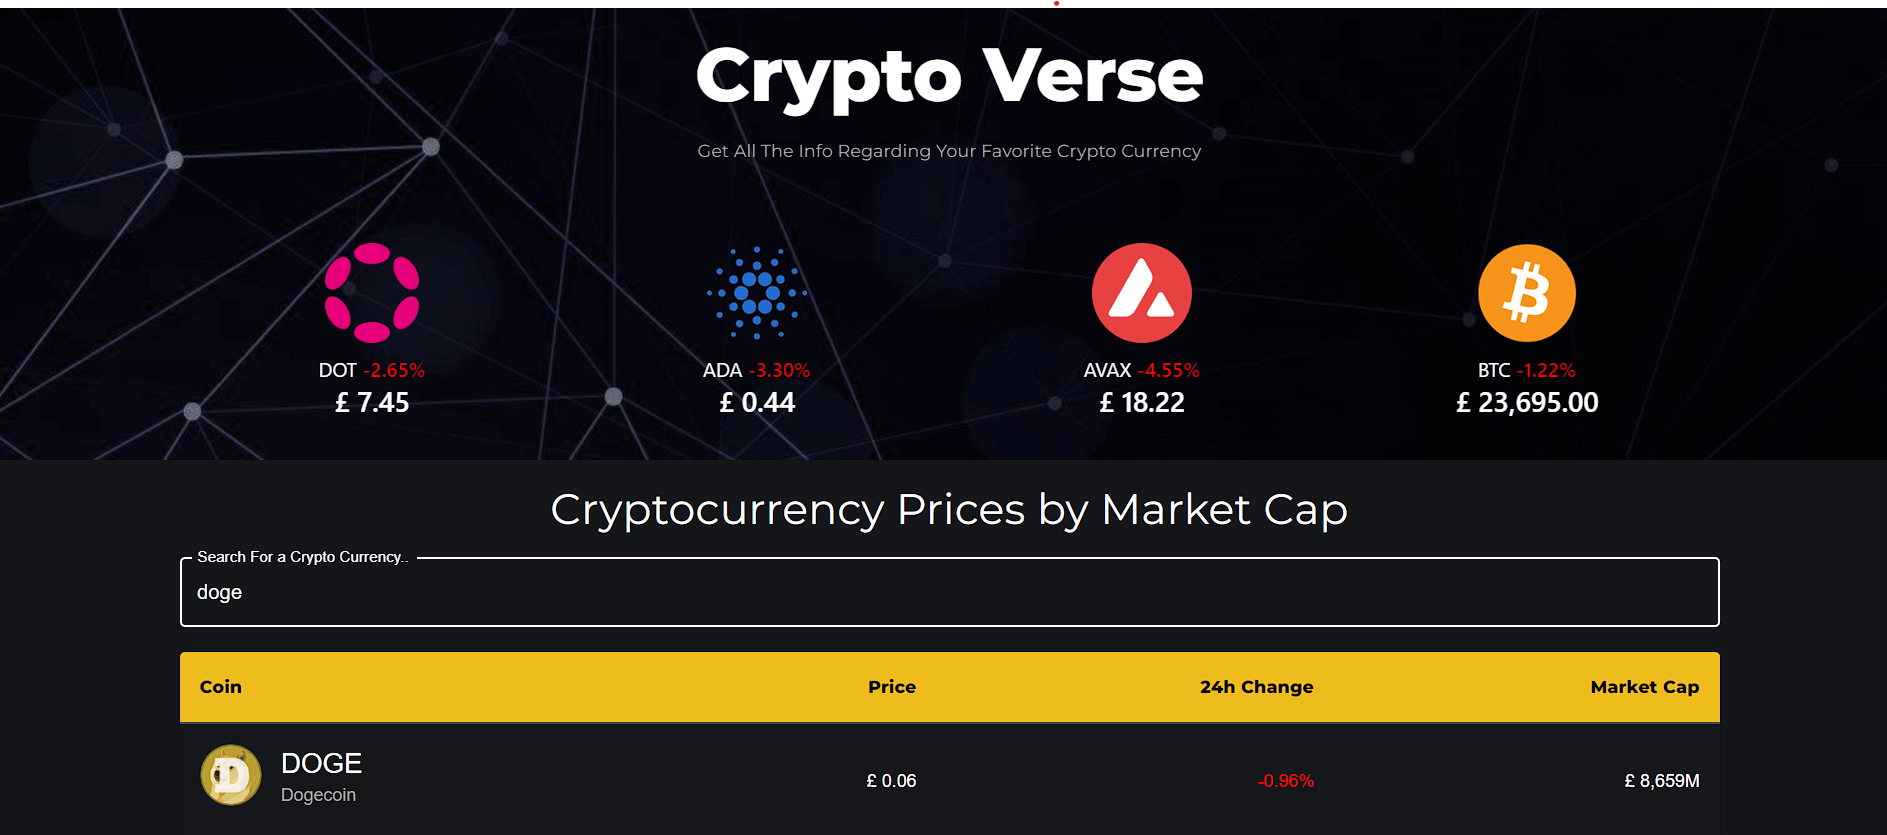 Crypto Verse
Get All The Info Regarding Your Favorite Crypto Currency
DOT -2.65%
£ 7.45
ADA -3.30%
£ 0.44
AVAX -4.55%
£ 18.22
BTC -1.22%
£ 23,695.00
Cryptocurrency Prices by Market Cap
Search For a Crypto Currency..
doge
Coin Price 24h Change Market Cap
DOGE
Dogecoin
£ 0.06 -0.96% £ 8,659M